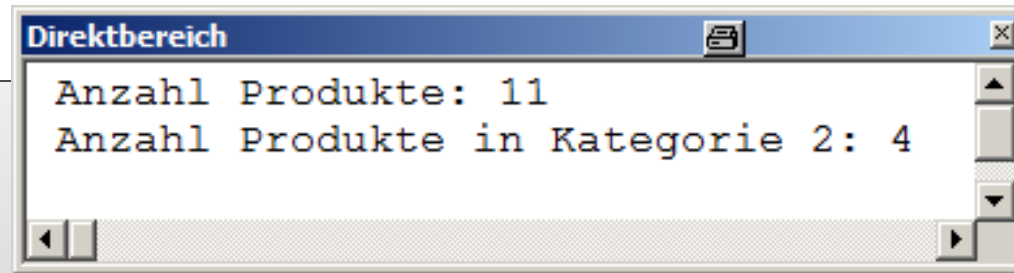 Direktbereich
Anzahl Produkte: 11
Anzahl Produkte in Kategorie 2: 4